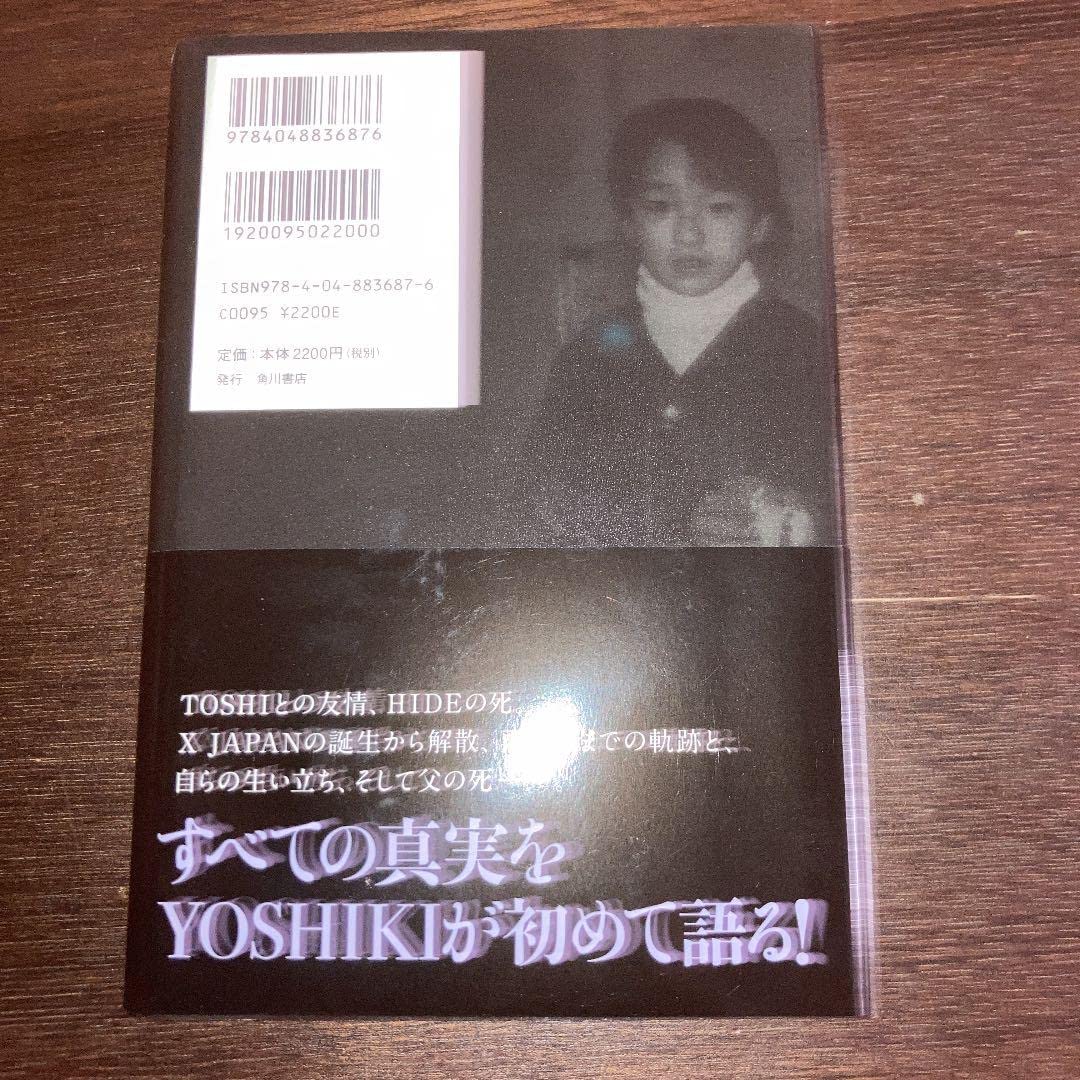 9784048836876
1920095022000
ISBN978-4-04-883687-6
C0095 ¥2200E
定価：本体2200円（税別）
発行 角川書店
TOSHIとの友情、HIDEの死。
X JAPANの誕生から解散、までの軌跡と、
自らの生い立ち、そして父の死
すべての真実を
YOSHIKIが初めて語る!